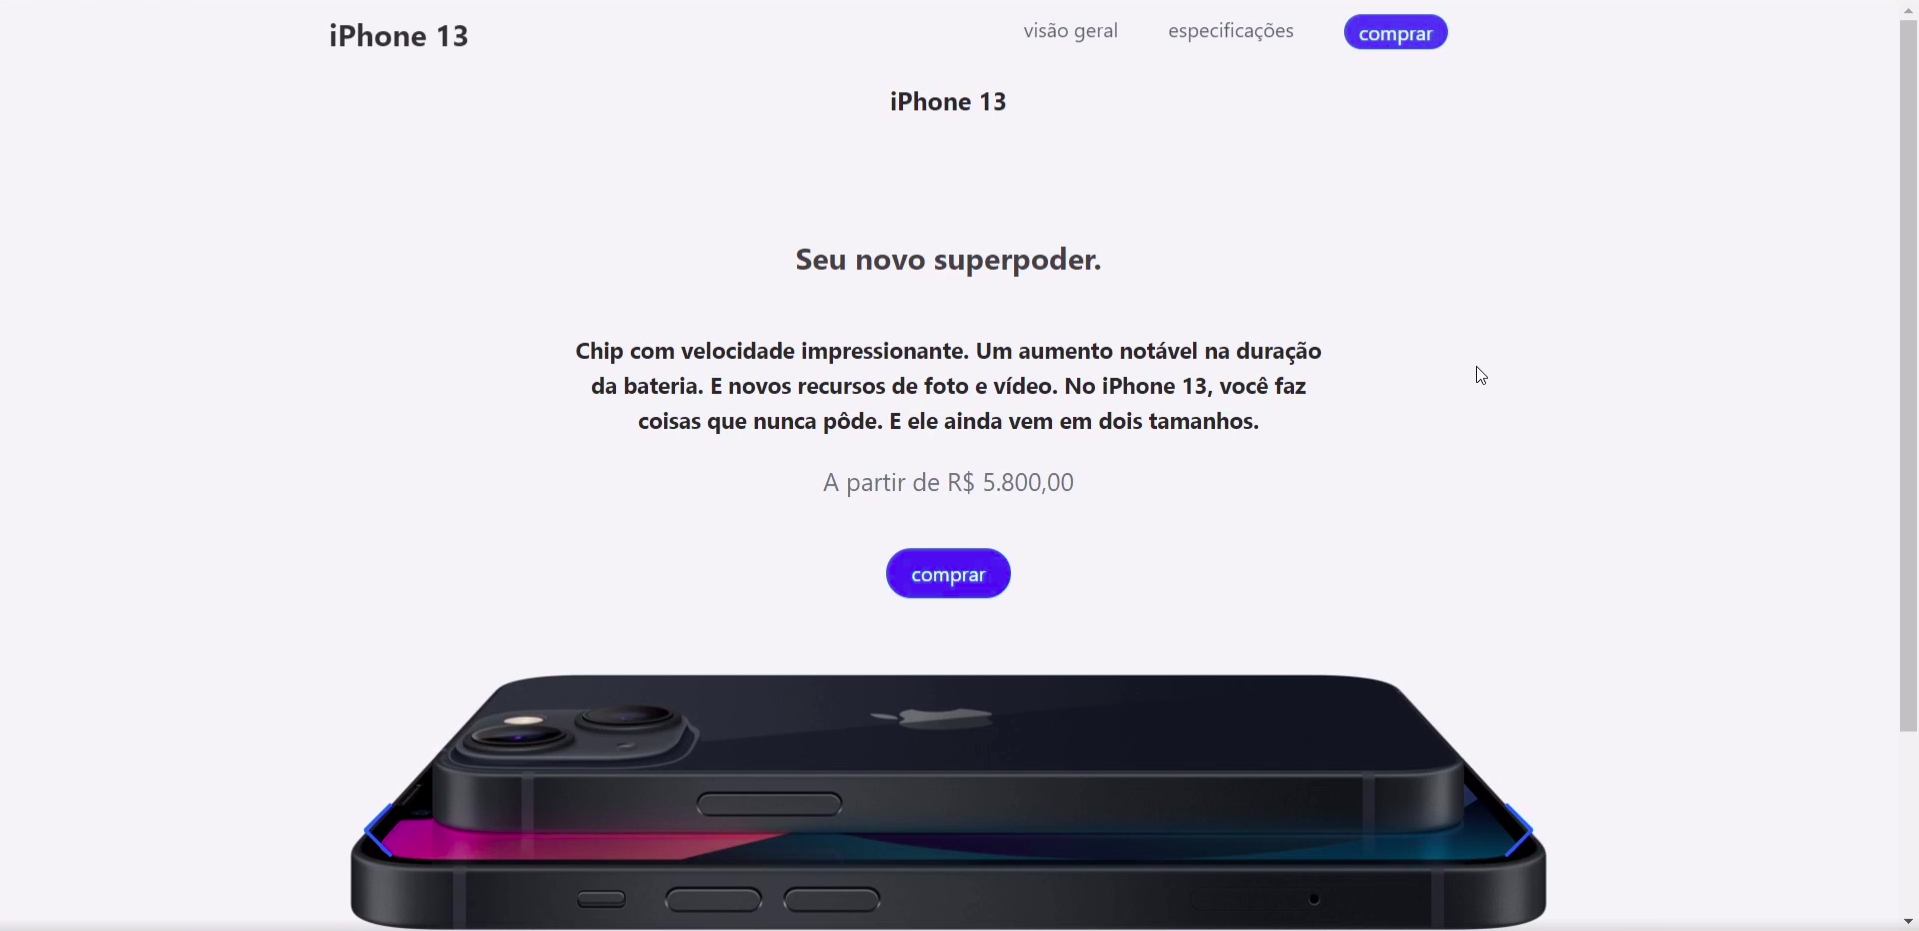 iPhone 13
visão geral
especificações
comprar
iPhone 13
Seu novo superpoder.
Chip com velocidade impressionante. Um aumento notável na duração
da bateria. E novos recursos de foto e vídeo. No iPhone 13, você faz
coisas que nunca pôde. E ele ainda vem em dois tamanhos.
A partir de R$ 5.800,00
comprar